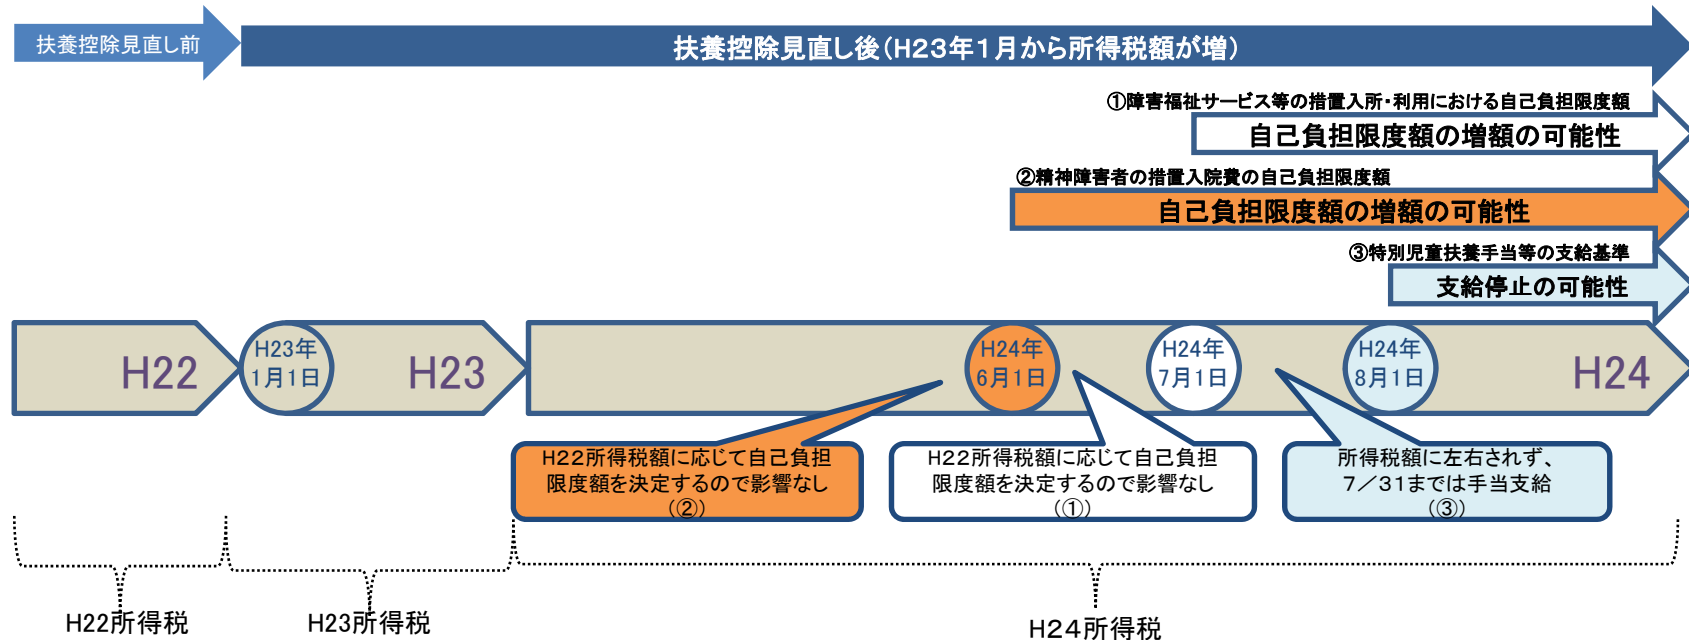 扶養控除見直し前
扶養控除見直し後(H23年1月から所得税額が増)
①障害福祉サービス等の措置入所・利用における自己負担限度額
自己負担限度額の増額の可能性
②精神障害者の措置入院費の自己負担限度額
自己負担限度額の増額の可能性
③特別児童扶養手当等の支給基準
支給停止の可能性
H22
H23年
1月1日
H23
H24年
6月1日
H24年
7月1日
H24年
8月1日
H24
H22所得税額に応じて自己負担
限度額を決定するので影響なし
(②)
H22所得税額に応じて自己負担
限度額を決定するので影響なし
(①)
所得税額に左右されず、
7/31までは手当支給
(③)
H22所得税
H23所得税
H24所得税